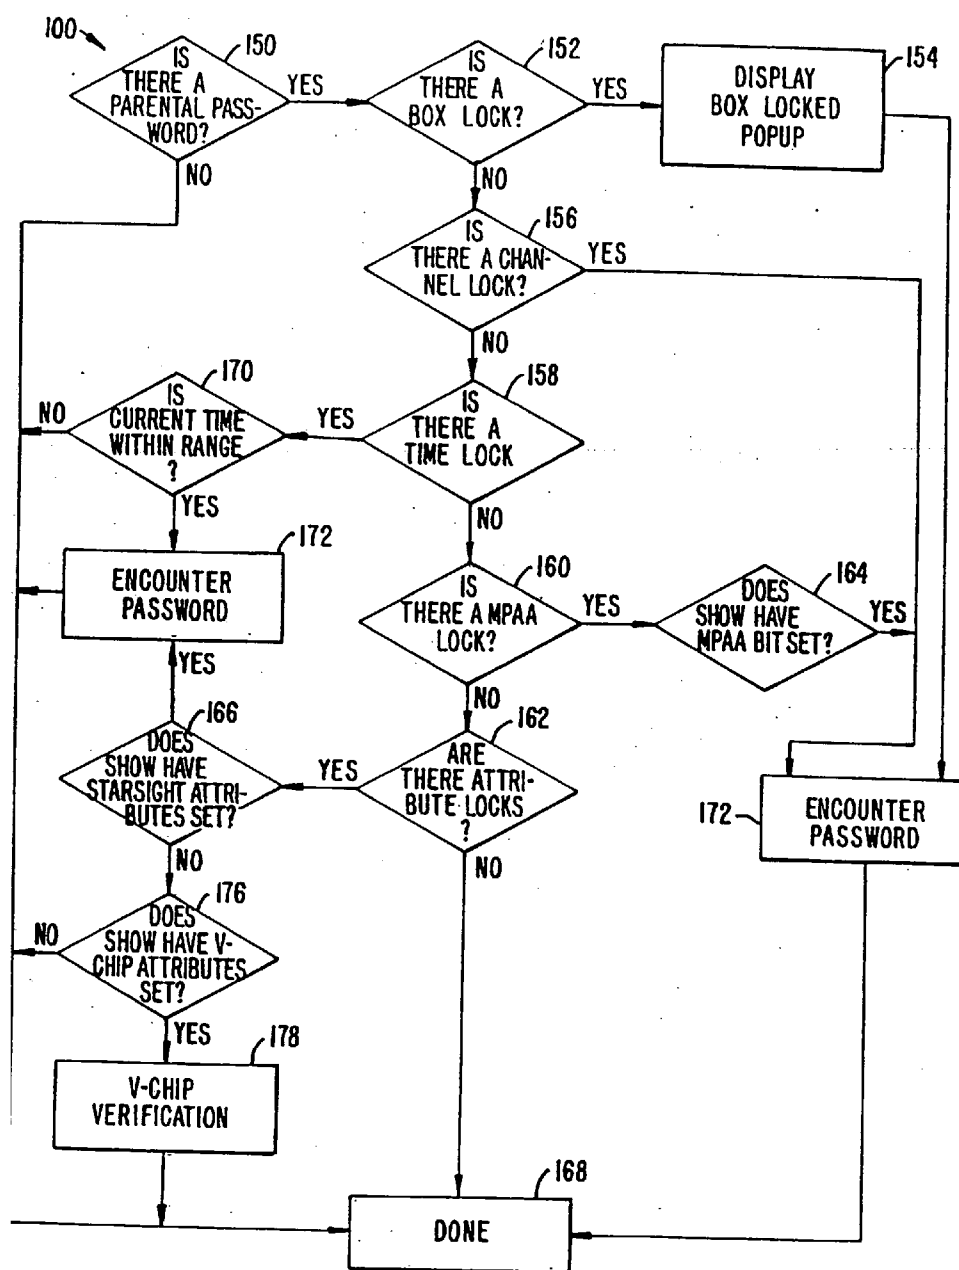 100
150
IS
THERE A
PARENTAL PASS-
WORD?
YES
NO
152
IS
THERE A
BOX LOCK?
YES
NO
154
DISPLAY
BOX LOCKED
POPUP
156
IS
THERE A CHAN-
NEL LOCK?
YES
NO
158
IS
THERE A
TIME LOCK
YES
NO
170
IS
CURRENT TIME
WITHIN RANGE
?
NO
YES
172
ENCOUNTER
PASSWORD
160
IS
THERE A MPAA
LOCK?
YES
NO
164
DOES
SHOW HAVE
MPAA BIT SET?
YES
162
ARE
THERE ATTRI-
BUTE LOCKS
?
YES
NO
166
DOES
SHOW HAVE
STARSIGHT ATTRI-
BUTES SET?
YES
NO
172
ENCOUNTER
PASSWORD
176
DOES
SHOW HAVE V-
CHIP ATTRIBUTES
SET?
NO
YES
178
V-CHIP
VERIFICATION
168
DONE